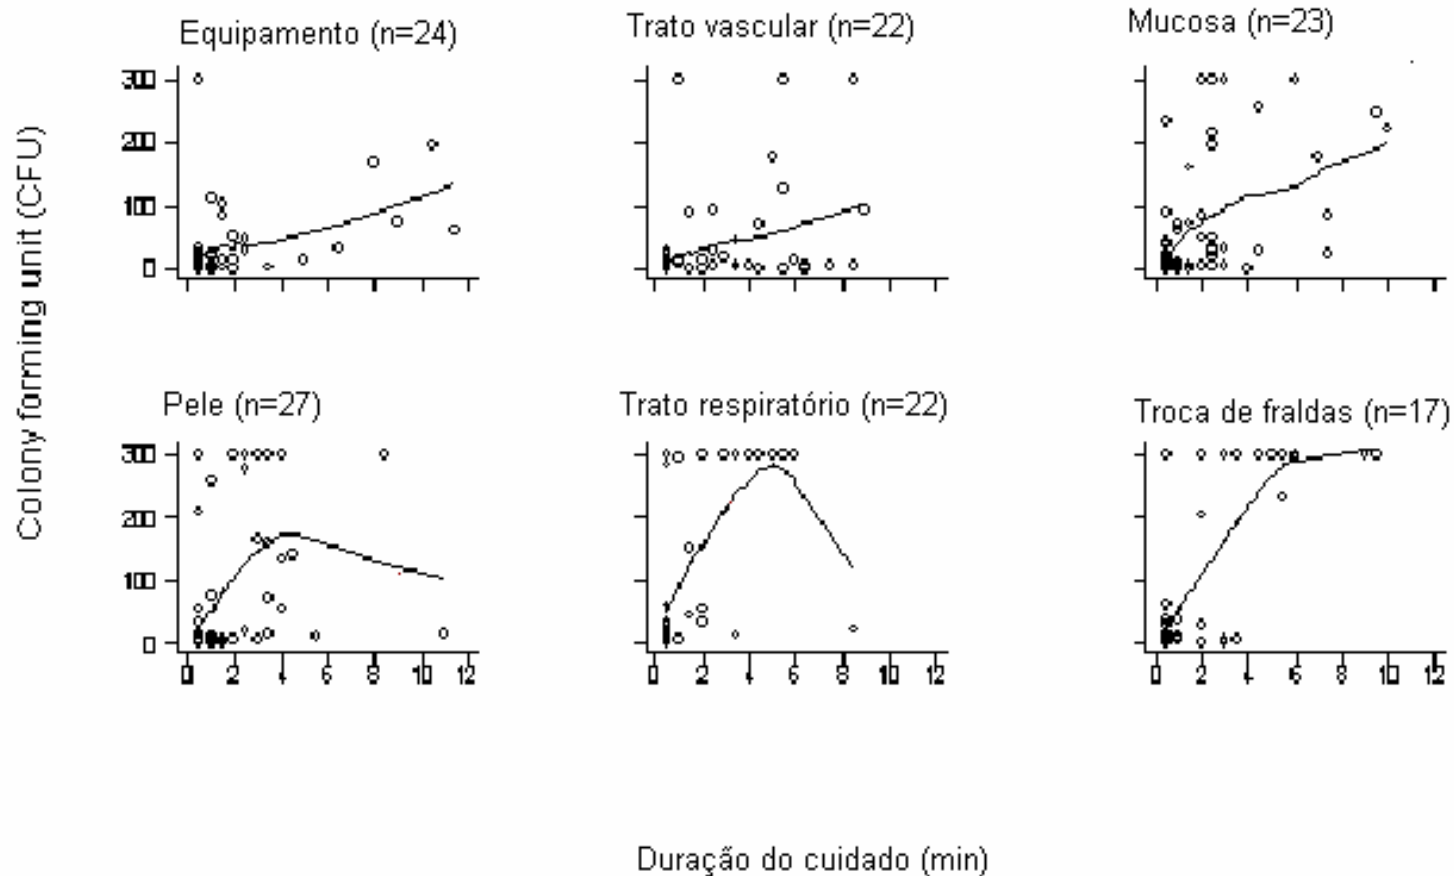 Equipamento (n=24)
Trato vascular (n=22)
Mucosa (n=23)
Colony forming unit (CFU)
300
200
100
0
Pele (n=27)
Trato respiratório (n=22)
Troca de fraldas (n=17)
300
200
100
0
0 2 4 6 8 10 12
0 2 4 6 8 10 12
0 2 4 6 8 10 12
Duração do cuidado (min)